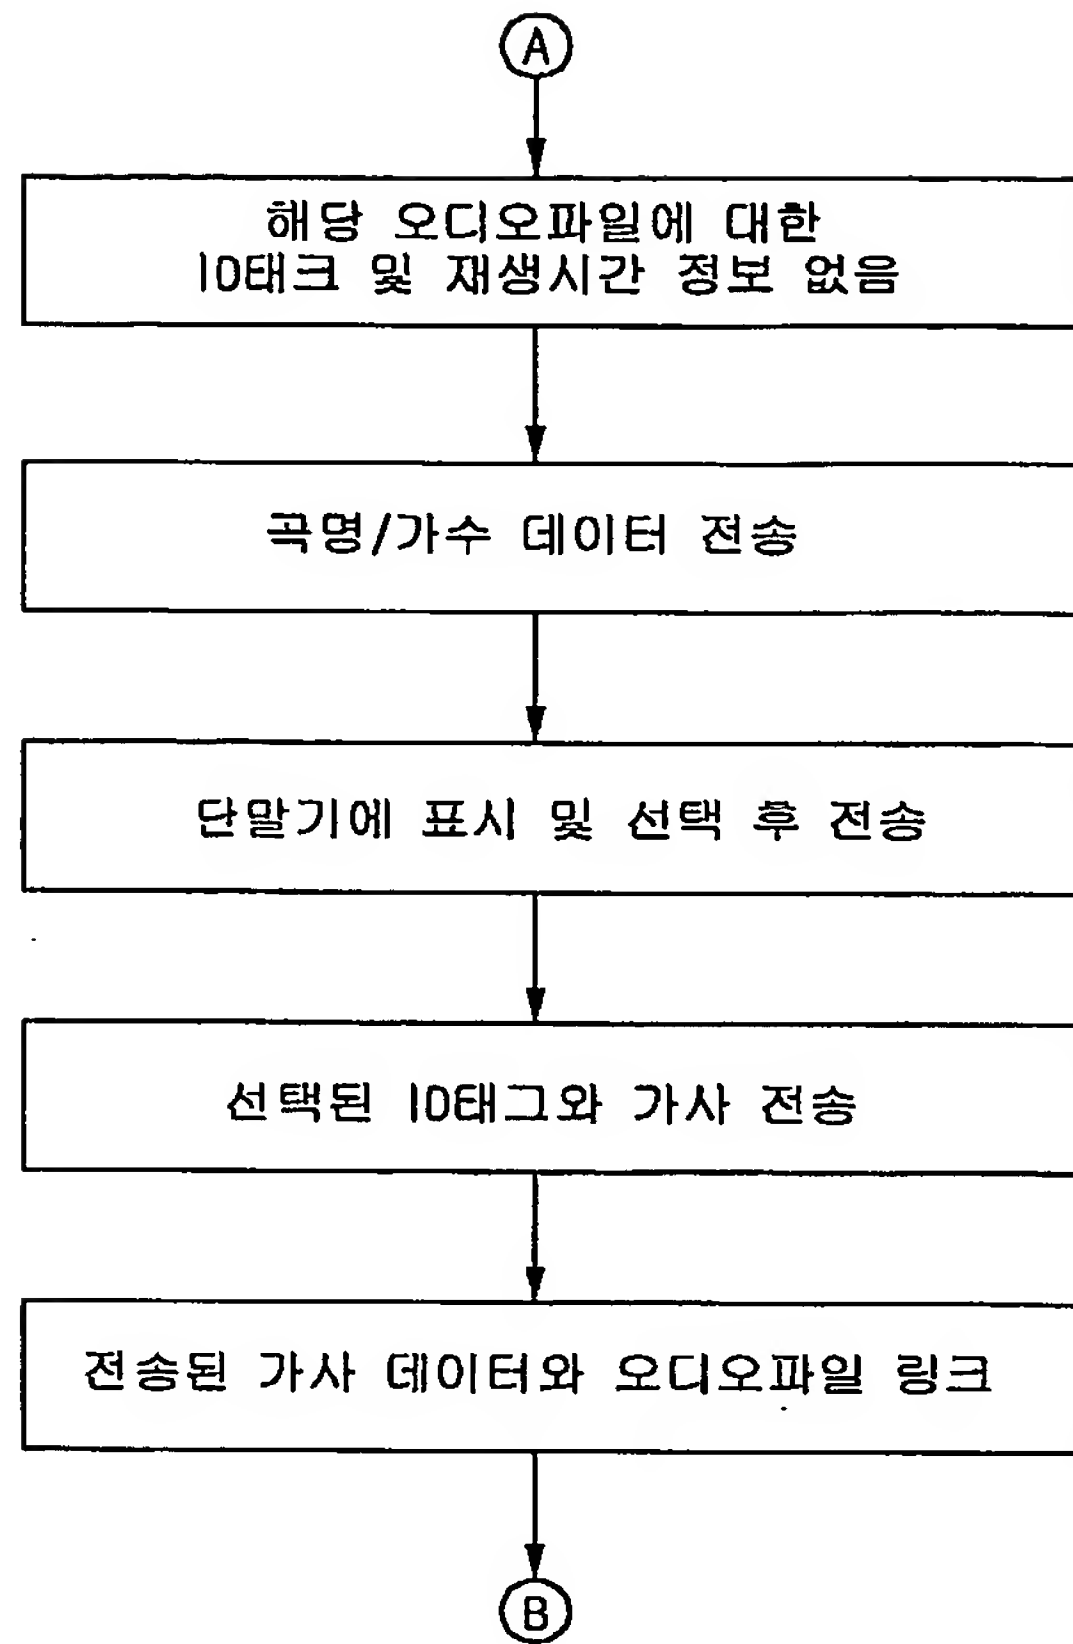 A
해당 오디오파일에 대한
ID태크 및 재생시간 정보 없음
곡명/가수 데이터 전송
단말기에 표시 및 선택 후 전송
선택된 ID태그와 가사 전송
전송된 가사 데이터와 오디오파일 링크
B